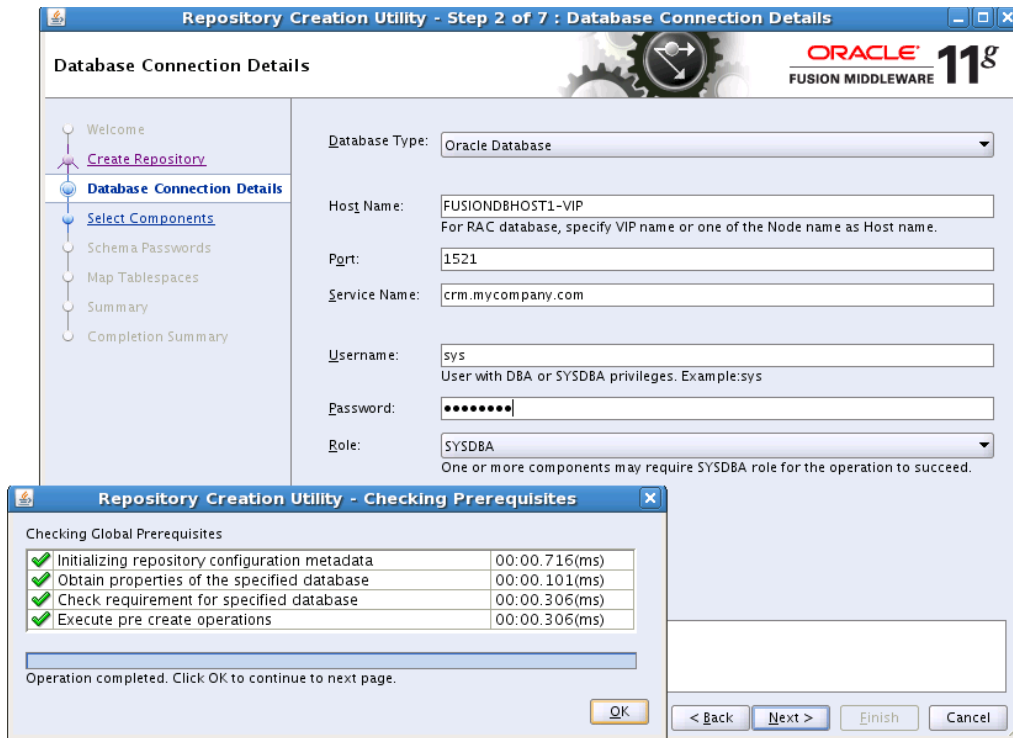 Repository Creation Utility - Step 2 of 7 : Database Connection Details
Database Connection Details
ORACLE
FUSION MIDDLEWARE
11g
Welcome
Create Repository
Database Connection Details
Select Components
Schema Passwords
Map Tablespaces
Summary
Completion Summary
Database Type: Oracle Database
Host Name: FUSIONDBHOST1-VIP
For RAC database, specify VIP name or one of the Node name as Host name.
Port: 1521
Service Name: crm.mycompany.com
Username: sys
User with DBA or SYSDBA privileges. Example:sys
Password: ••••••••
Role: SYSDBA
One or more components may require SYSDBA role for the operation to succeed.
Repository Creation Utility - Checking Prerequisites
Checking Global Prerequisites
Initializing repository configuration metadata 00:00.716(ms)
Obtain properties of the specified database 00:00.101(ms)
Check requirement for specified database 00:00.306(ms)
Execute pre create operations 00:00.306(ms)
Operation completed. Click OK to continue to next page.
OK
< Back Next > Finish Cancel